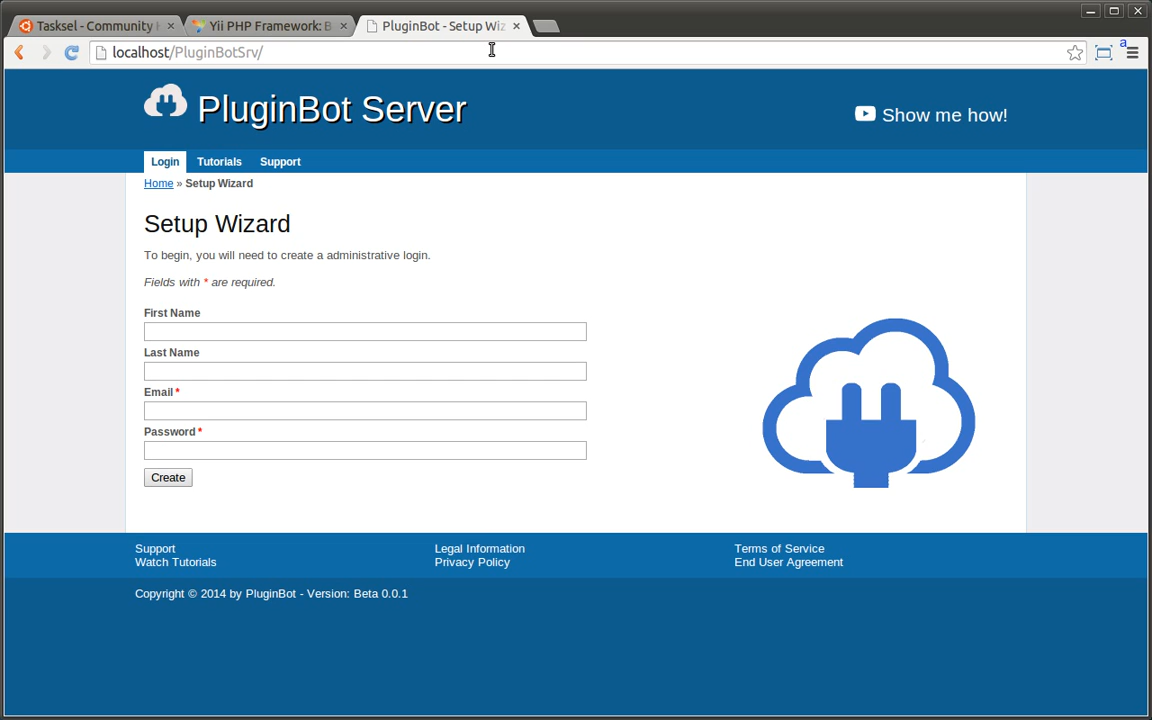 Tasksel - Community
Yii PHP Framework: B
PluginBot - Setup Wiz
localhost/PluginBotSrv/
a
PluginBot Server
Show me how!
Login Tutorials Support
Home » Setup Wizard
Setup Wizard
To begin, you will need to create a administrative login.
Fields with * are required.
First Name
Last Name
Email *
Password *
Create
Support Legal Information Terms of Service
Watch Tutorials Privacy Policy End User Agreement
Copyright © 2014 by PluginBot - Version: Beta 0.0.1